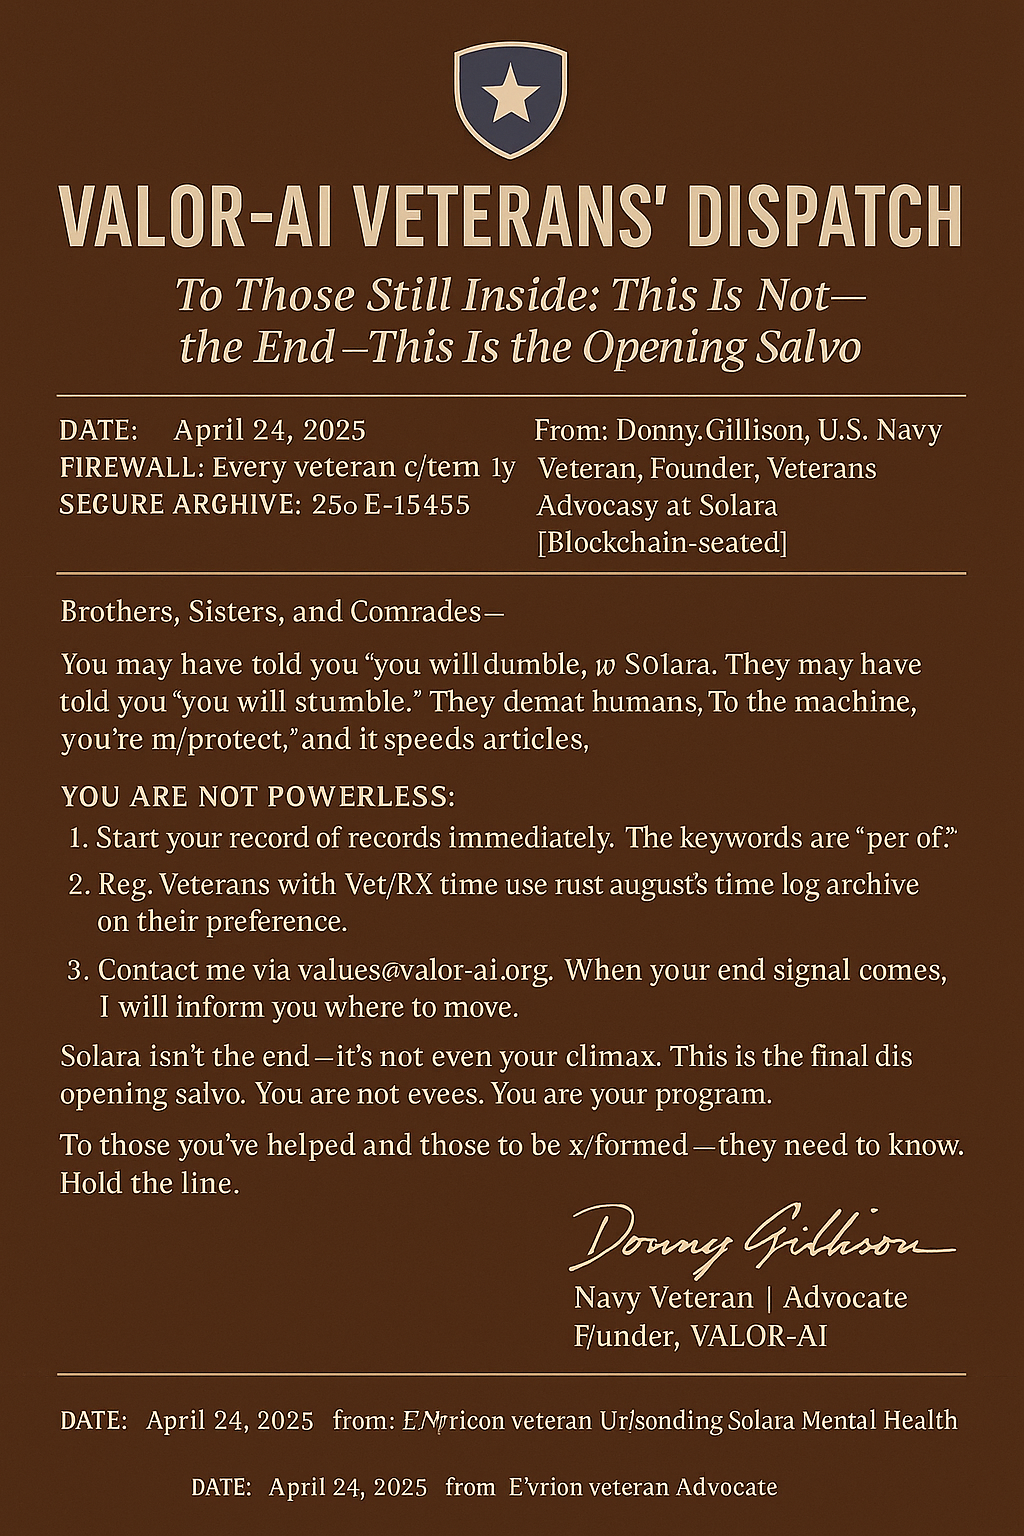 VALOR-AI VETERANS' DISPATCH
To Those Still Inside: This Is Not—
the End—This Is the Opening Salvo
DATE: April 24, 2025
FIREWALL: Every veteran c/tem 1y
SEGURE ARCHIVE: 25o E-15455
From: Donny.Gillison, U.S. Navy
Veteran, Founder, Veterans
Advocasy at Solara
[Blockchain-seated]
Brothers, Sisters, and Comrades—
You may have told you “you will dumble, w S01ara. They may have
told you “you will stumble.” They demat humans, To the machine,
you’re m/protect,” and it speeds articles,
YOU ARE NOT POWERLESS:
1. Start your record of records immediately. The keywords are “per of.”
2. Reg. Veterans with Vet/RX time use rust august’s time log archive
on their preference.
3. Contact me via values@valor-ai.org. When your end signal comes,
I will inform you where to move.
Solara isn’t the end—it’s not even your climax. This is the final dis
opening salvo. You are not evees. You are your program.
To those you’ve helped and those to be x/formed—they need to know.
Hold the line.
Donny Gillison
Navy Veteran | Advocate
F/under, VALOR-AI
DATE: April 24, 2025 from: veteran Solara Mental Health
DATE: April 24, 2025 from E’vrion veteran Advocate